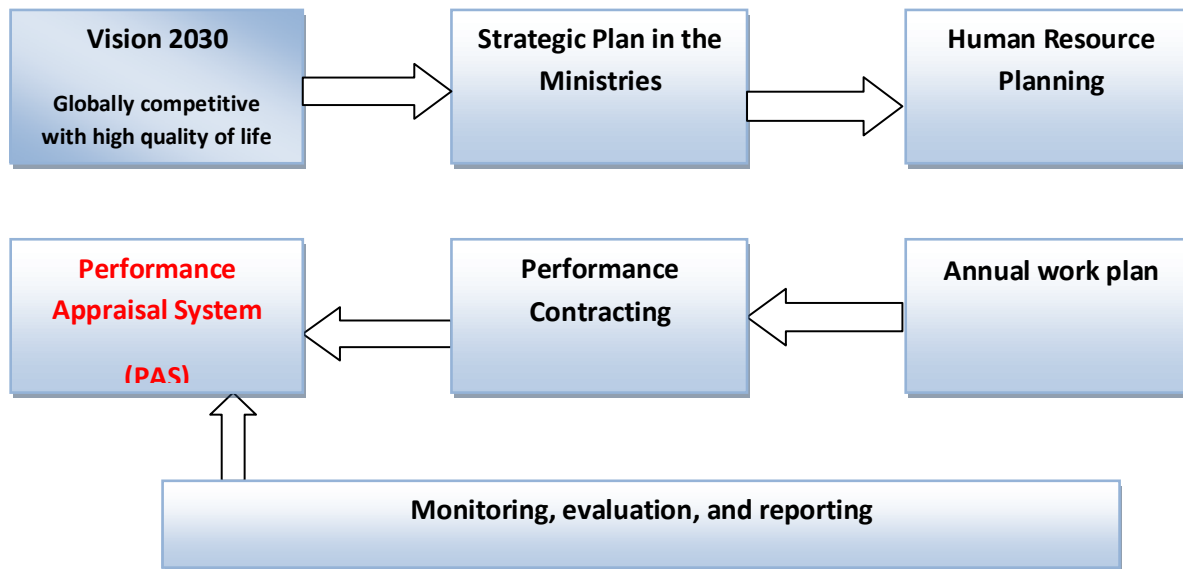 Vision 2030
Globally competitive
with high quality of life
Strategic Plan in the
Ministries
Human Resource
Planning
Performance
Appraisal System
(PAS)
Performance
Contracting
Annual work plan
Monitoring, evaluation, and reporting